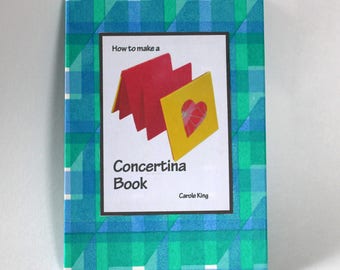 How to make a
Concertina
Book
Carole King